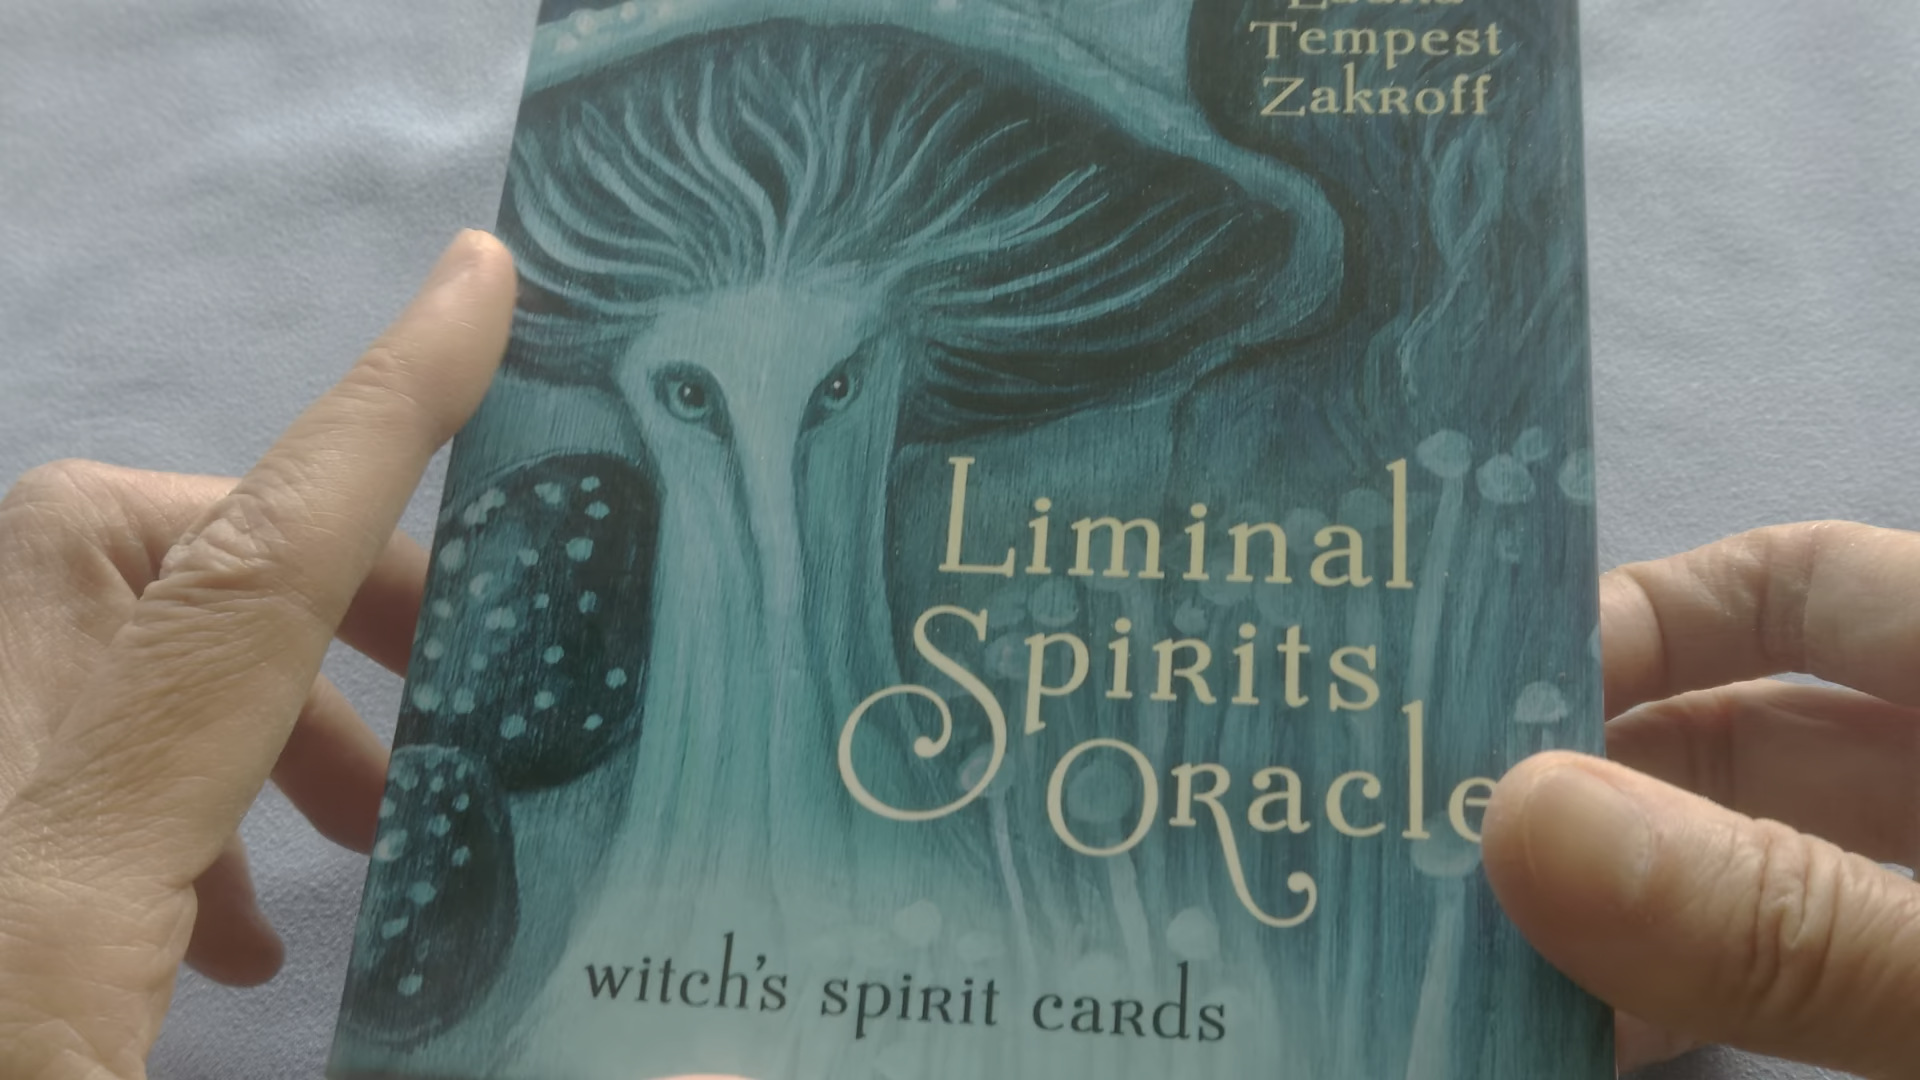 Tempest
Zakroff
Liminal
Spirits
Oracle
witch's spirit cards